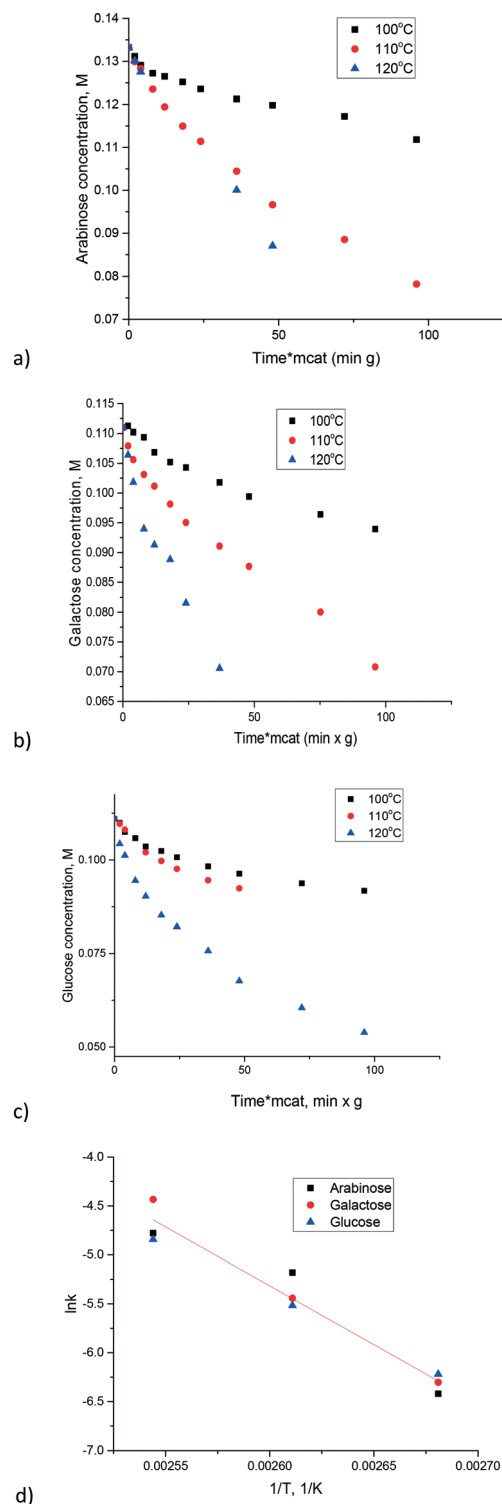 0.14
0.13
0.12
0.11
0.10
0.09
0.08
0.07
0
50
100
Arabinose concentration, M
Time*mcat (min g)
100°C
110°C
120°C
a)
0.115
0.110
0.105
0.100
0.095
0.090
0.085
0.080
0.075
0.070
0.065
0
50
100
Galactose concentration, M
Time*mcat (min x g)
100°C
110°C
120°C
b)
0.100
0.075
0.050
0
50
100
Glucose concentration, M
Time*mcat, min x g
100°C
110°C
120°C
c)
-4.0
-4.5
-5.0
-5.5
-6.0
-6.5
-7.0
0.00255
0.00260
0.00265
0.00270
lnk
1/T, 1/K
Arabinose
Galactose
Glucose
d)